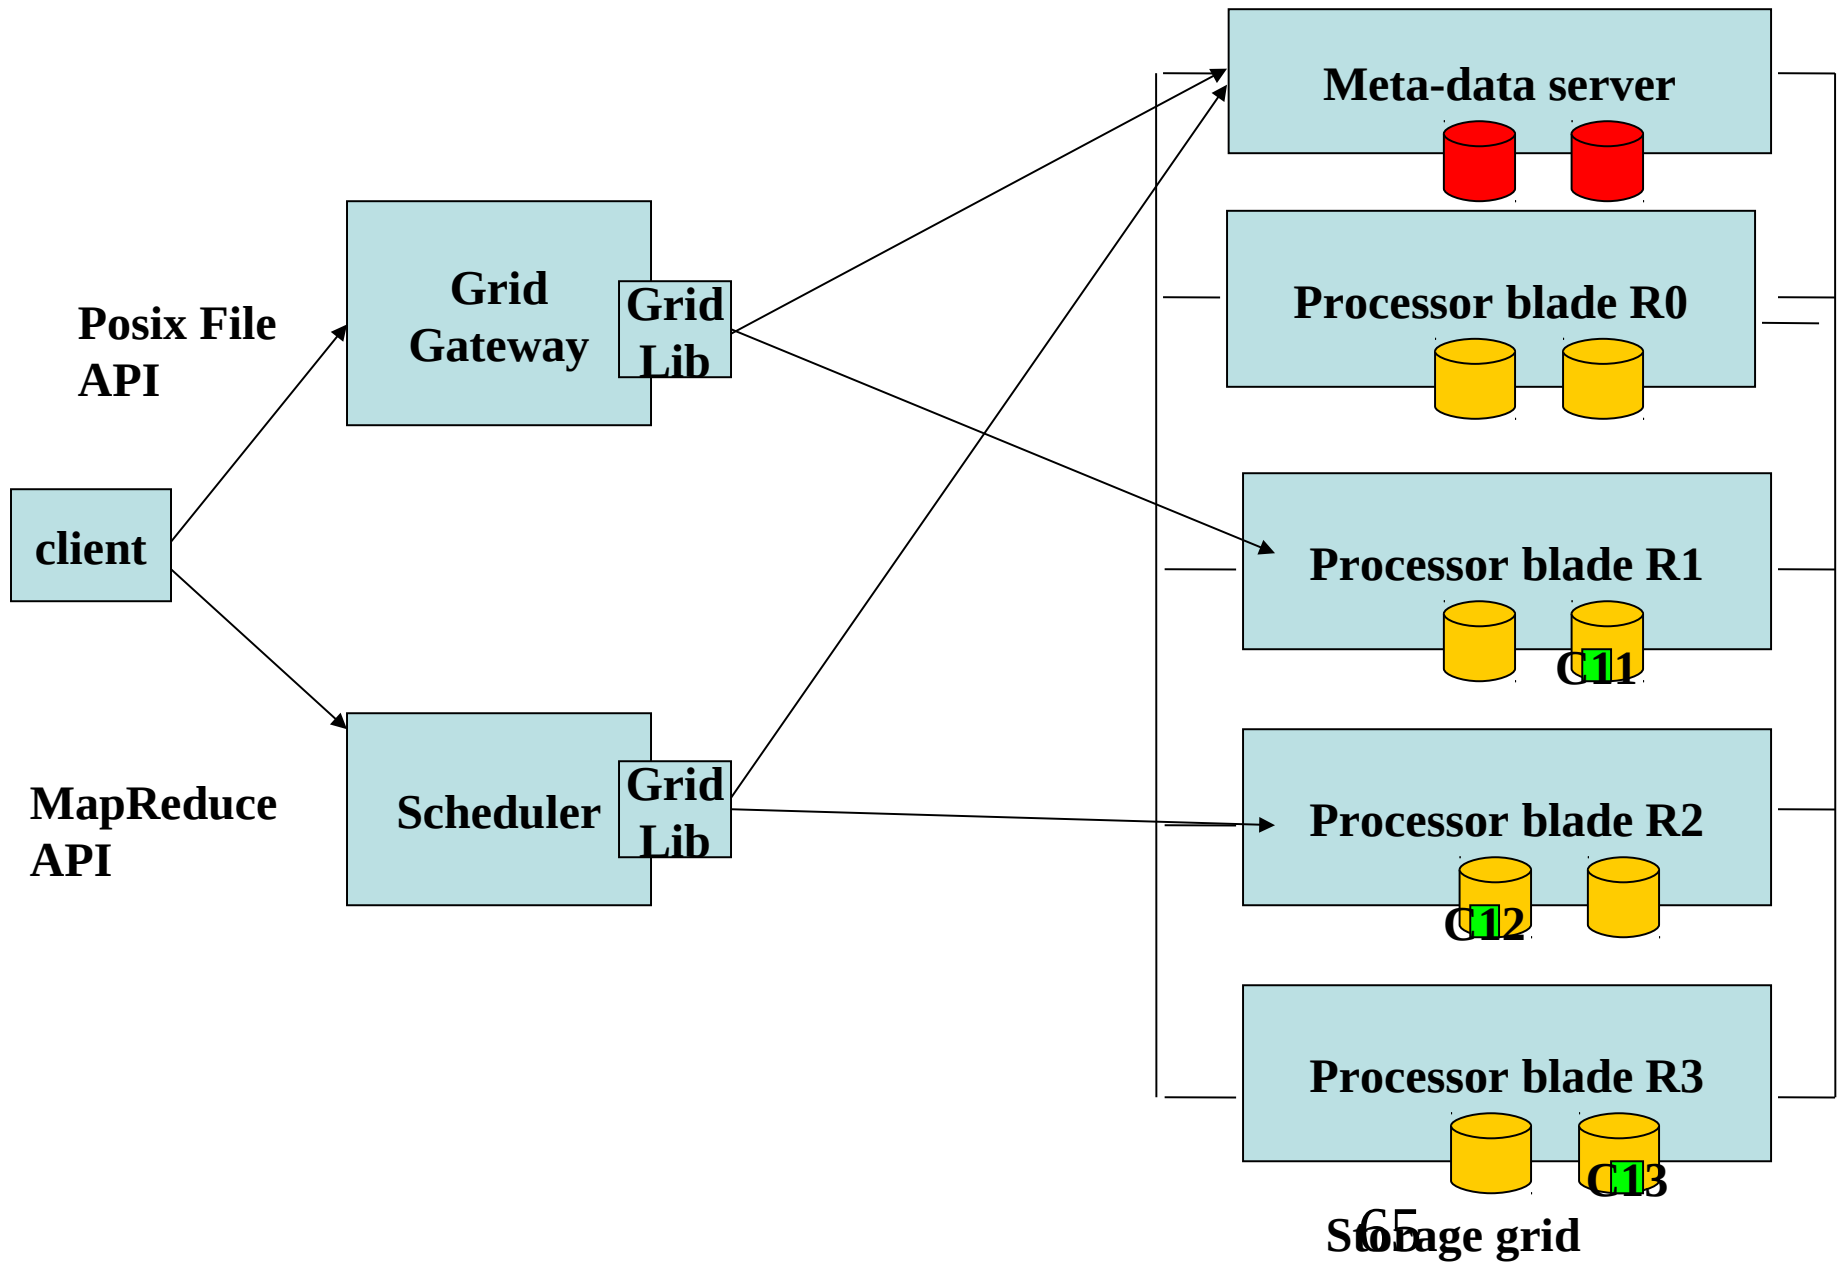 Meta-data server
Grid
Gateway
Grid
Lib
Processor blade R0
Posix File
API
client
Processor blade R1
C11
Scheduler
Grid
Lib
MapReduce
API
Processor blade R2
C12
Processor blade R3
C13
Storage grid
65